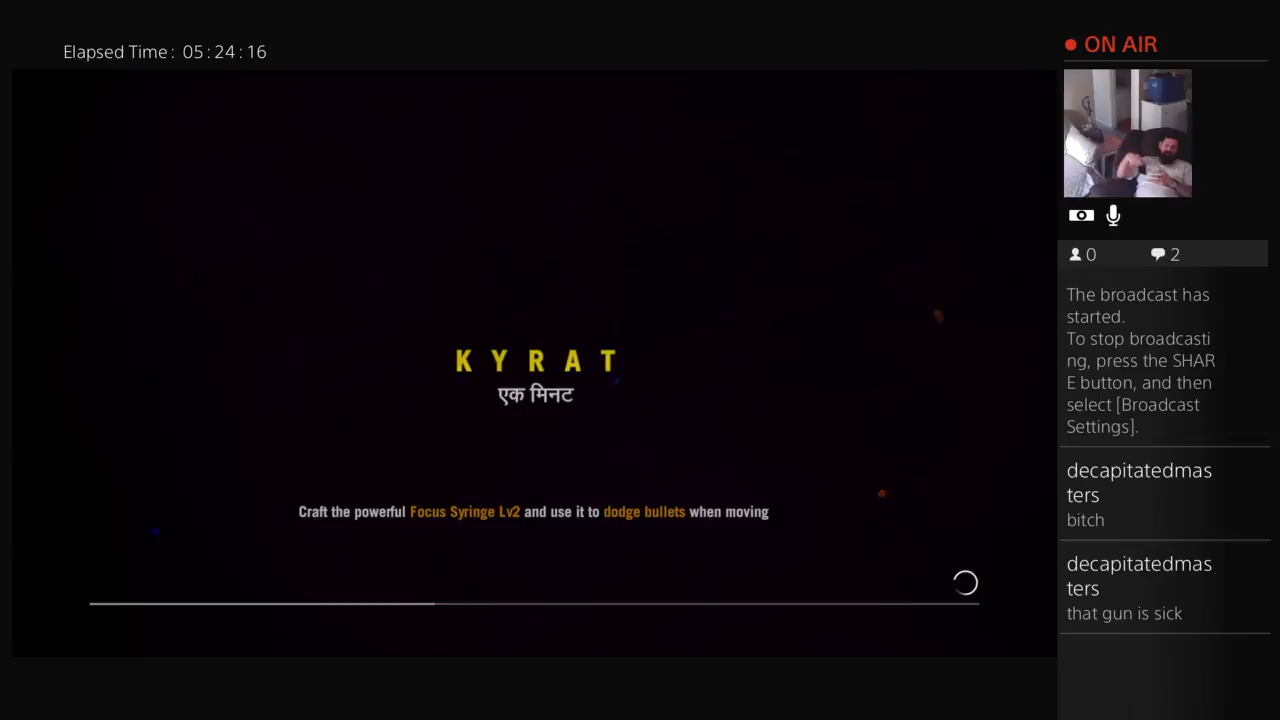 Elapsed Time: 05:24:16
ON AIR
KYRAT
एक मिनट
Craft the powerful Focus Syringe Lv2 and use it to dodge bullets when moving
0 2
The broadcast has
started.
To stop broadcasti
ng, press the SHAR
E button, and then
select [Broadcast
Settings].
decapitatedmas
ters
bitch
decapitatedmas
ters
that gun is sick